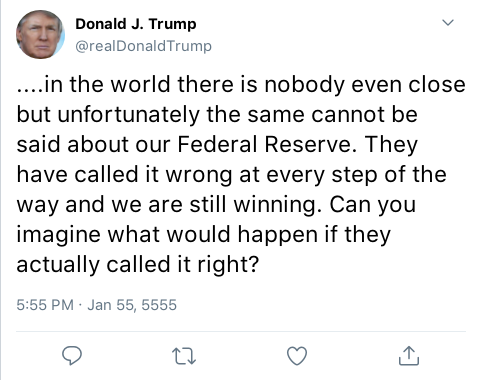 Donald J. Trump
@realDonaldTrump
....in the world there is nobody even close
but unfortunately the same cannot be
said about our Federal Reserve. They
have called it wrong at every step of the
way and we are still winning. Can you
imagine what would happen if they
actually called it right?
5:55 PM · Jan 55, 5555